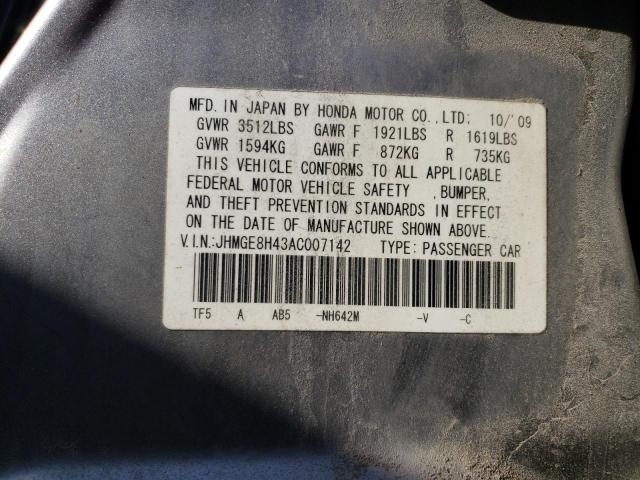 MFD. IN JAPAN BY HONDA MOTOR CO., LTD; 10/'09
GVWR 3512LBS GAWR F 1921LBS R 1619LBS
GVWR 1594KG GAWR F 872KG R 735KG
THIS VEHICLE CONFORMS TO ALL APPLICABLE
FEDERAL MOTOR VEHICLE SAFETY ,BUMPER,
AND THEFT PREVENTION STANDARDS IN EFFECT
ON THE DATE OF MANUFACTURE SHOWN ABOVE.
V.I.N.:JHMGE8H43AC007142 TYPE: PASSENGER CAR
TF5 A AB5 -NH642M -V -C